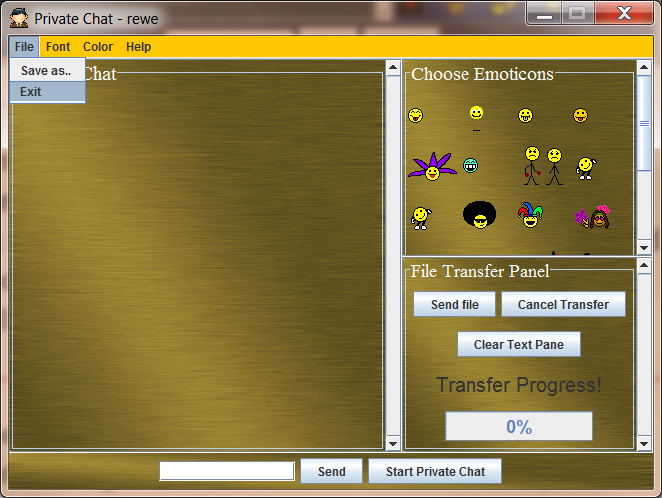 Private Chat - rewe
File Font Color Help
Save as..
Exit
Chat
Choose Emoticons
File Transfer Panel
Send file Cancel Transfer
Clear Text Pane
Transfer Progress!
0%
Send Start Private Chat